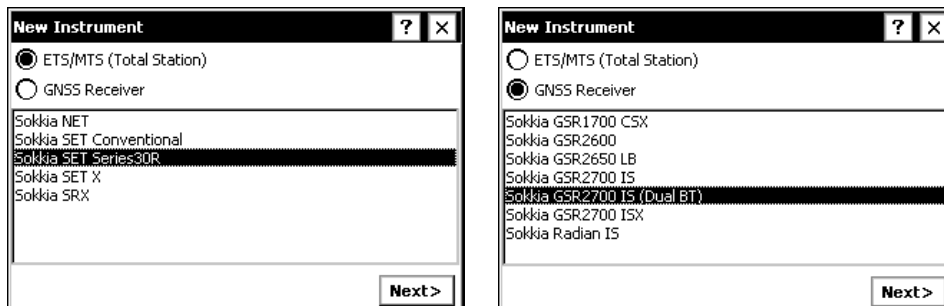 New Instrument ? ×
ETS/MTS (Total Station)
GNSS Receiver
Sokkia NET
Sokkia SET Conventional
Sokkia SET Series30R
Sokkia SET X
Sokkia SRX
Next>
New Instrument ? ×
ETS/MTS (Total Station)
GNSS Receiver
Sokkia GSR1700 CSX
Sokkia GSR2600
Sokkia GSR2650 LB
Sokkia GSR2700 IS
Sokkia GSR2700 IS (Dual BT)
Sokkia GSR2700 ISX
Sokkia Radian IS
Next>